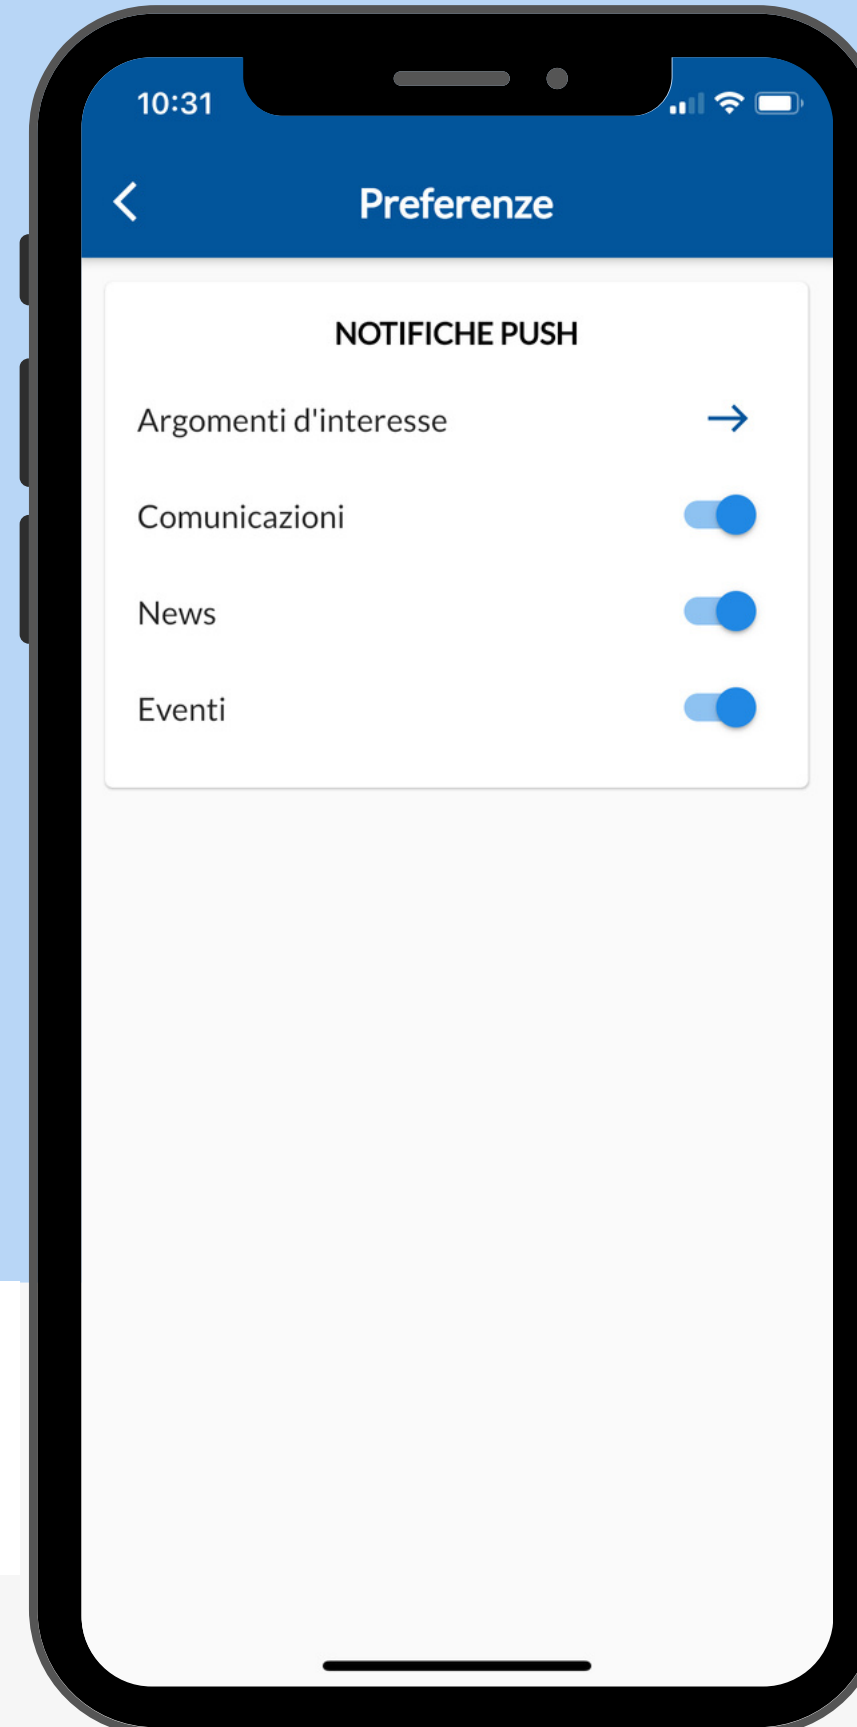 10:31
Preferenze
NOTIFICHE PUSH
Argomenti d'interesse
Comunicazioni
News
Eventi